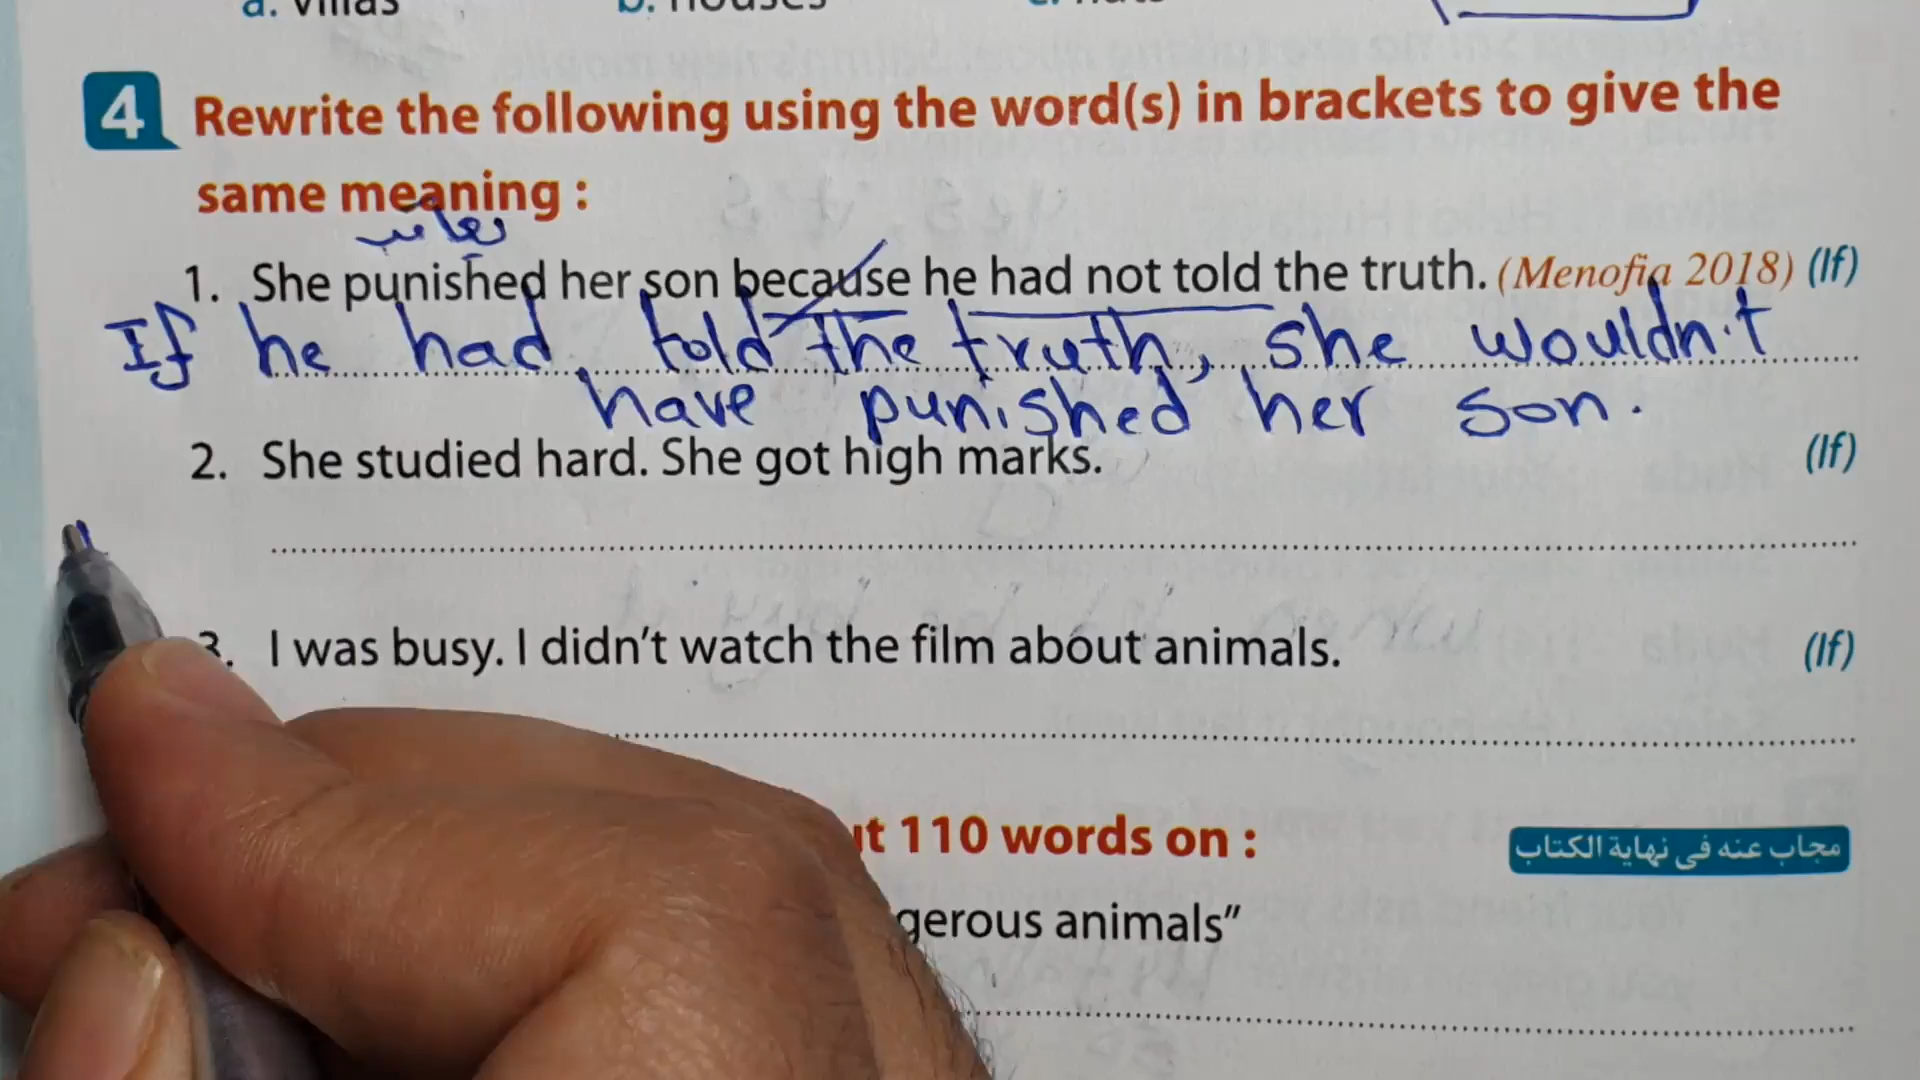 a. villas b. houses c. huts
4 Rewrite the following using the word(s) in brackets to give the
same meaning :
يعاقب
1. She punished her son because he had not told the truth. (Menofia 2018) (If)
If he had told the truth, she wouldn't
have punished her son.
2. She studied hard. She got high marks. (If)
3. I was busy. I didn't watch the film about animals. (If)
110 words on :
مجاب عنه فى نهاية الكتاب
animals"